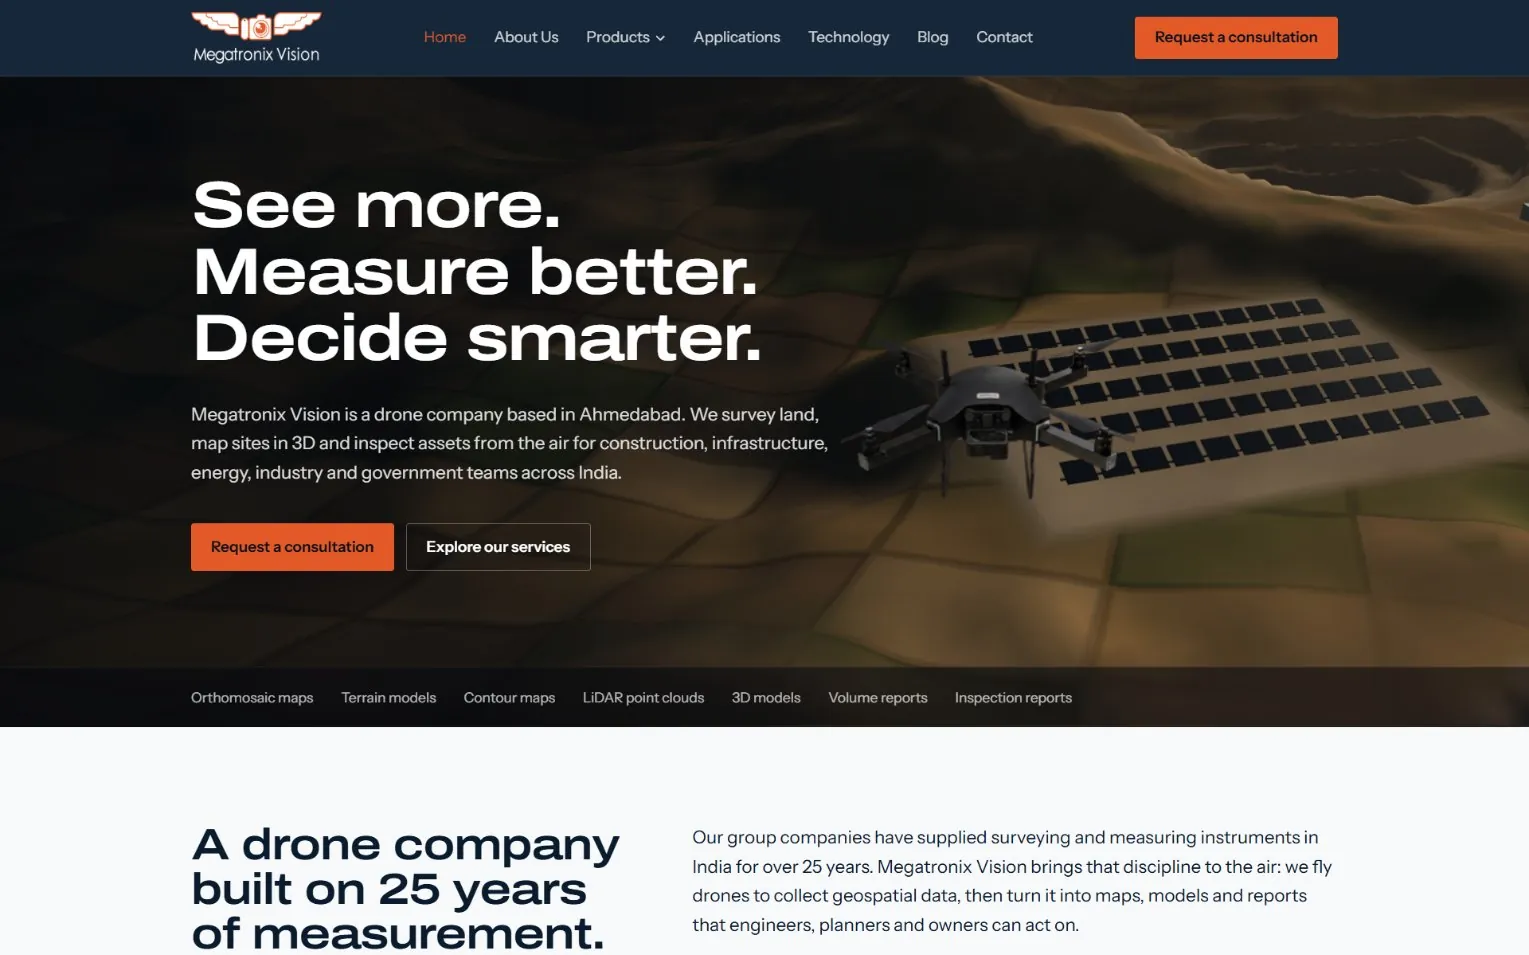 Megatronix Vision
Home
About Us
Products
Applications
Technology
Blog
Contact
Request a consultation
See more.
Measure better.
Decide smarter.
Megatronix Vision is a drone company based in Ahmedabad. We survey land,
map sites in 3D and inspect assets from the air for construction, infrastructure,
energy, industry and government teams across India.
Request a consultation
Explore our services
Orthomosaic maps
Terrain models
Contour maps
LiDAR point clouds
3D models
Volume reports
Inspection reports
A drone company
built on 25 years
of measurement.
Our group companies have supplied surveying and measuring instruments in
India for over 25 years. Megatronix Vision brings that discipline to the air: we fly
drones to collect geospatial data, then turn it into maps, models and reports
that engineers, planners and owners can act on.